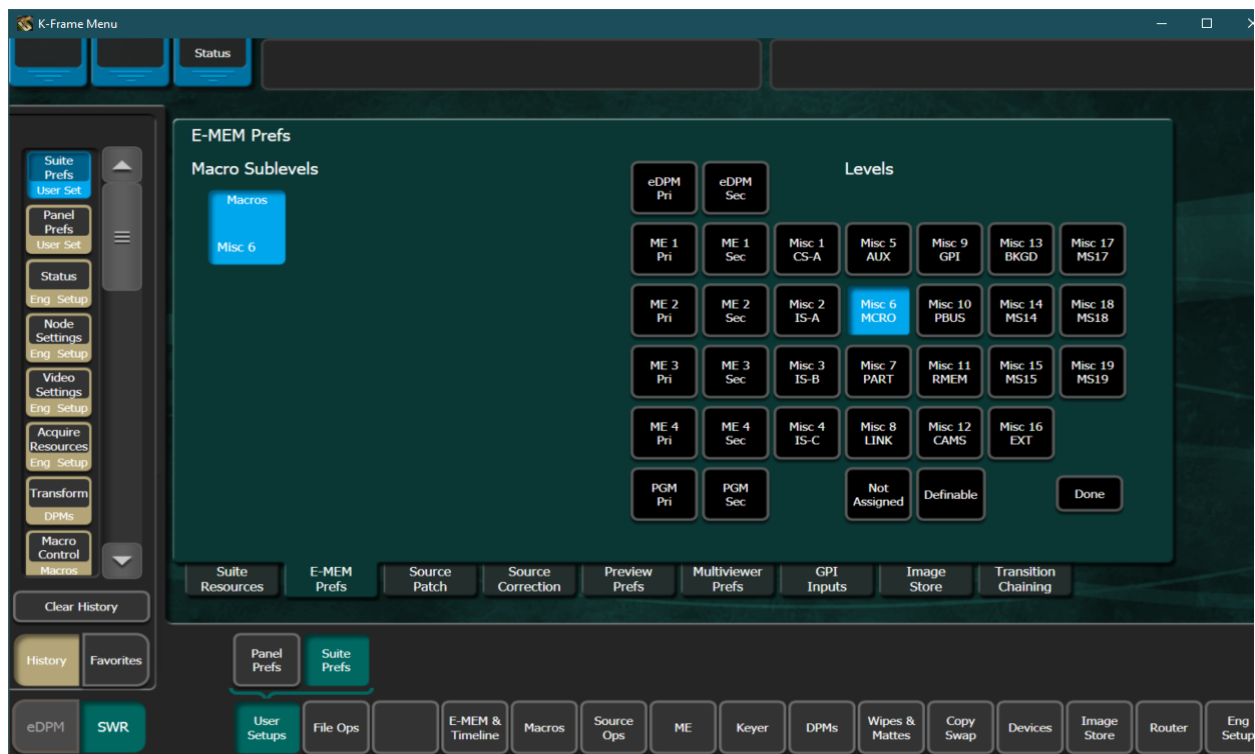 K-Frame Menu
Status
E-MEM Prefs
Macro Sublevels
Levels
Macros
Misc 6
eDPM
Pri
eDPM
Sec
ME 1
Pri
ME 1
Sec
Misc 1
CS-A
Misc 5
AUX
Misc 9
GPI
Misc 13
BKGD
Misc 17
MS17
ME 2
Pri
ME 2
Sec
Misc 2
IS-A
Misc 6
MCRO
Misc 10
PBUS
Misc 14
MS14
Misc 18
MS18
ME 3
Pri
ME 3
Sec
Misc 3
IS-B
Misc 7
PART
Misc 11
RMEM
Misc 15
MS15
Misc 19
MS19
ME 4
Pri
ME 4
Sec
Misc 4
IS-C
Misc 8
LINK
Misc 12
CAMS
Misc 16
EXT
PGM
Pri
PGM
Sec
Not
Assigned
Definable
Done
Suite
Prefs
User Set
Panel
Prefs
User Set
Status
Eng Setup
Node
Settings
Eng Setup
Video
Settings
Eng Setup
Acquire
Resources
Eng Setup
Transform
DPMs
Macro
Control
Macros
Clear History
History
Favorites
Suite
Resources
E-MEM
Prefs
Source
Patch
Source
Correction
Preview
Prefs
Multiviewer
Prefs
GPI
Inputs
Image
Store
Transition
Chaining
Panel
Prefs
Suite
Prefs
eDPM
SWR
User
Setups
File Ops
E-MEM &
Timeline
Macros
Source
Ops
ME
Keyer
DPMs
Wipes &
Mattes
Copy
Swap
Devices
Image
Store
Router
Eng
Setup